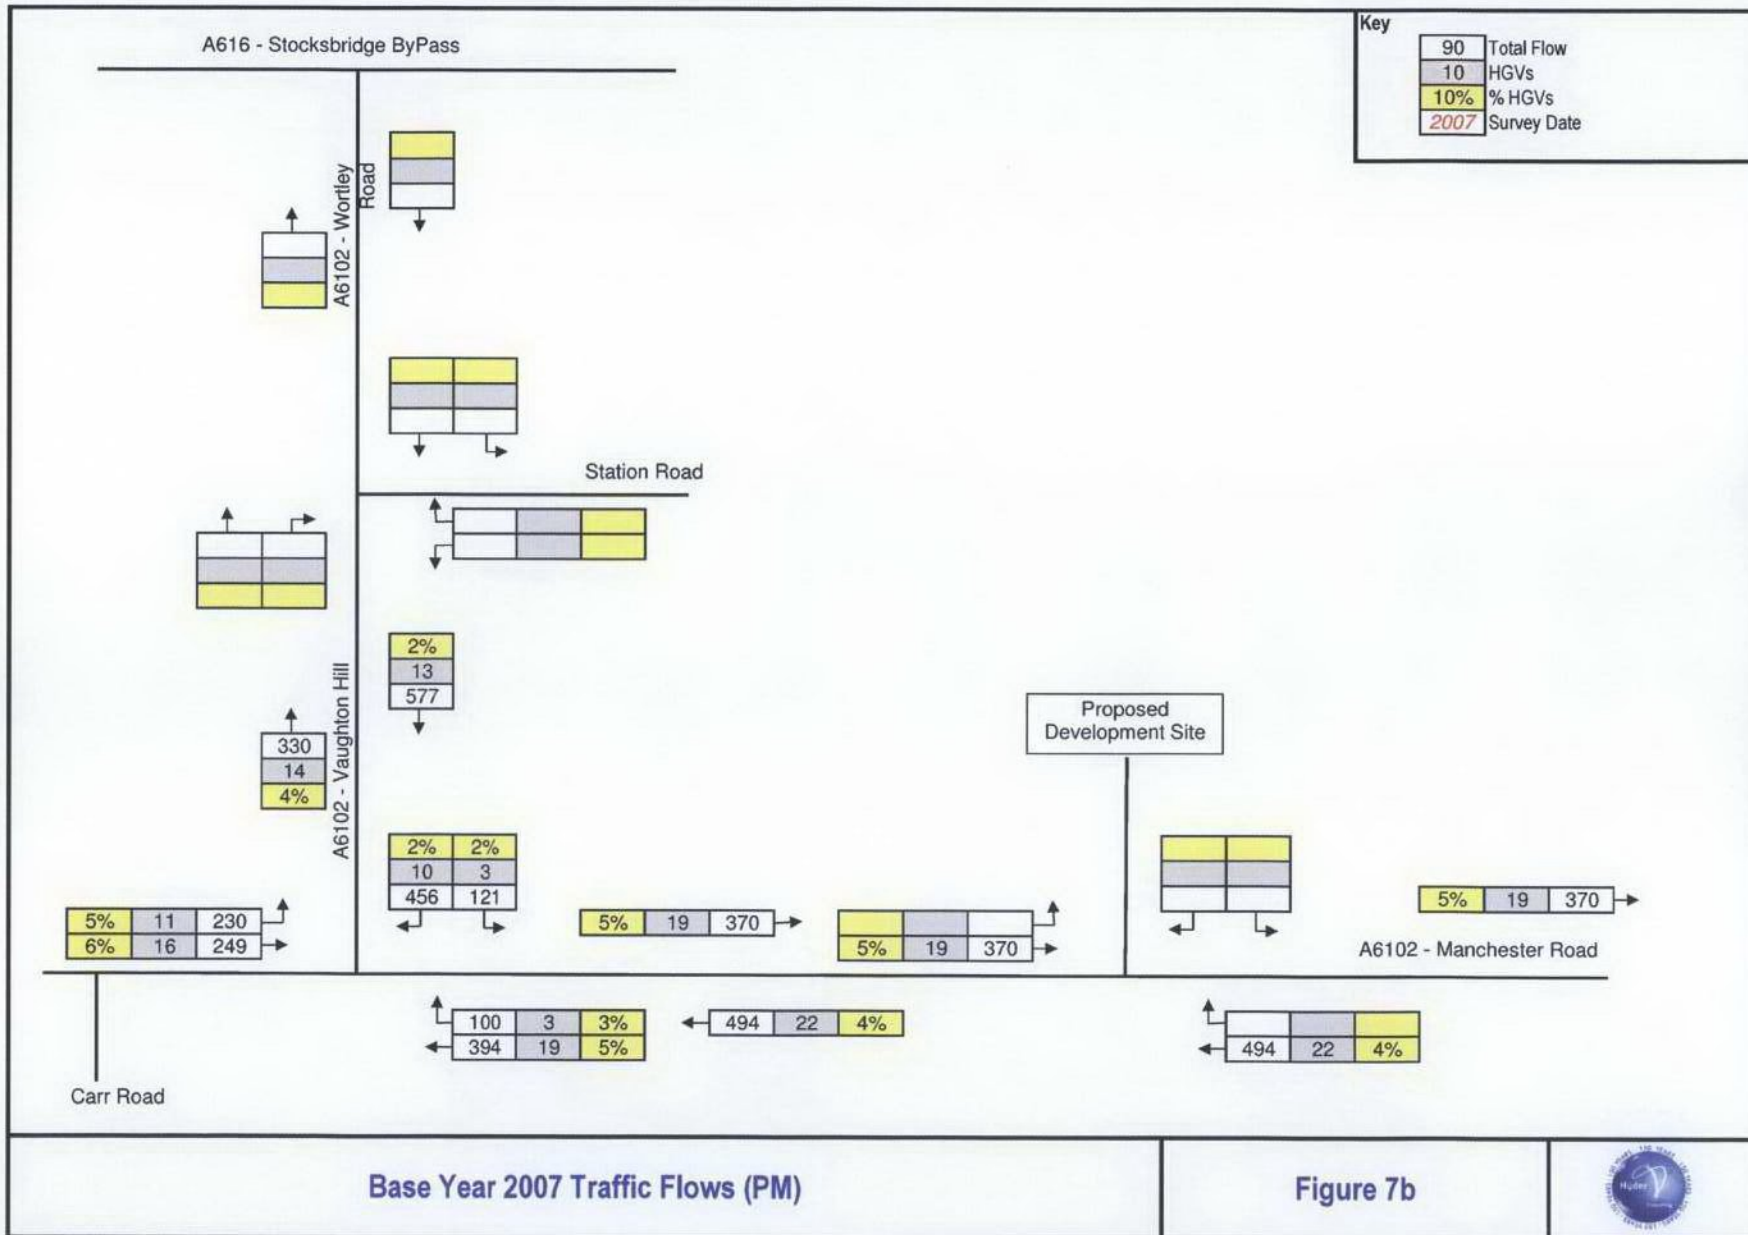 Key
90 Total Flow
10 HGVs
10% % HGVs
2007 Survey Date
A616 - Stocksbridge ByPass
A6102 - Wortley
Road
Station Road
2%
13
577
A6102 - Vaughton Hill
330
14
4%
Proposed
Development Site
2% 2%
10 3
456 121
5% 11 230
6% 16 249
5% 19 370
5% 19 370
5% 19 370
A6102 - Manchester Road
100 3 3%
394 19 5%
494 22 4%
494 22 4%
Carr Road
Base Year 2007 Traffic Flows (PM)
Figure 7b
Hyder